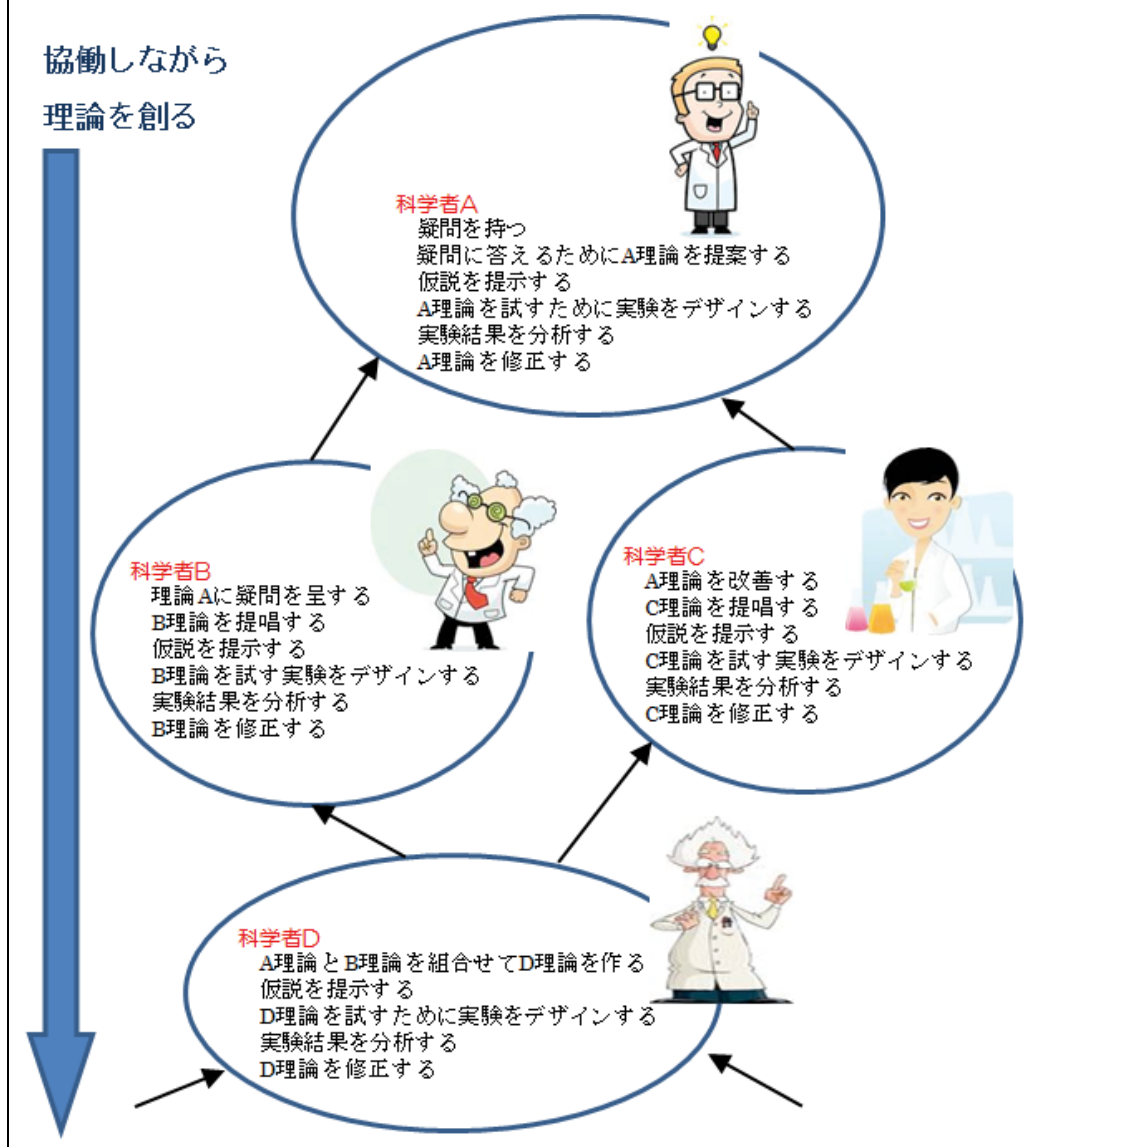 協働しながら
理論を創る
科学者A
疑問を持つ
疑問に答えるためにA理論を提案する
仮説を提示する
A理論を試すために実験をデザインする
実験結果を分析する
A理論を修正する
科学者B
理論Aに疑問を呈する
B理論を提唱する
仮説を提示する
B理論を試す実験をデザインする
実験結果を分析する
B理論を修正する
科学者C
A理論を改善する
C理論を提唱する
仮説を提示する
C理論を試す実験をデザインする
実験結果を分析する
C理論を修正する
科学者D
A理論とB理論を組合せてD理論を作る
仮説を提示する
D理論を試すために実験をデザインする
実験結果を分析する
D理論を修正する